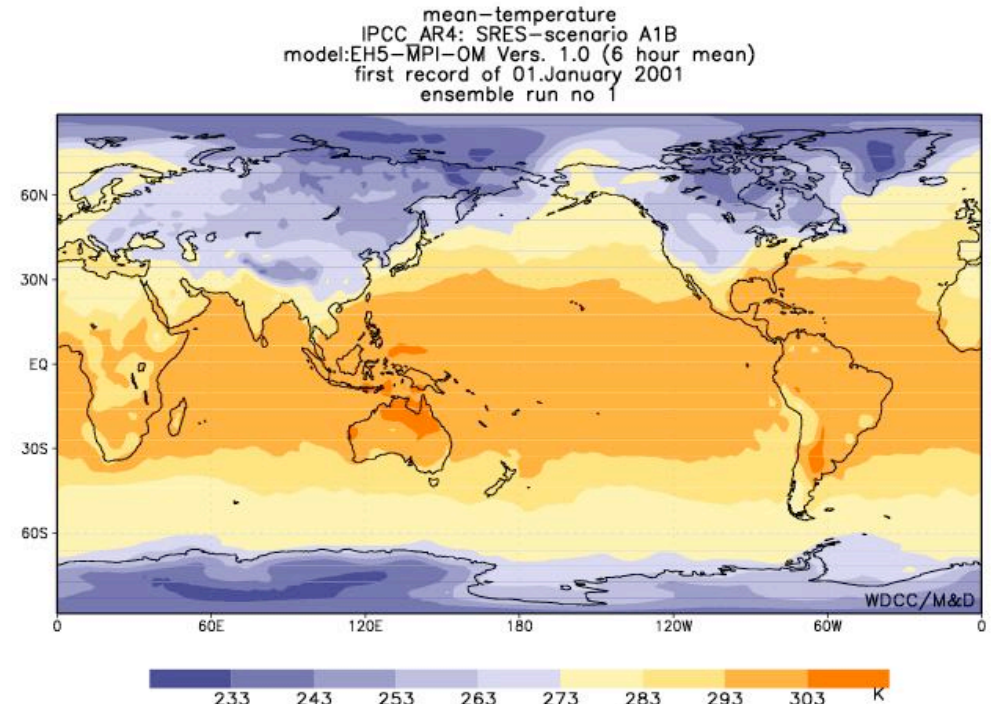 mean-temperature
IPCC_AR4: SRES-scenario A1B
model:EH5-MPI-OM Vers. 1.0 (6 hour mean)
first record of 01.January 2001
ensemble run no 1
60N
30N
EQ
30S
60S
WDCC/M&D
0 60E 120E 180 120W 60W 0
233 243 253 263 273 283 293 303 K